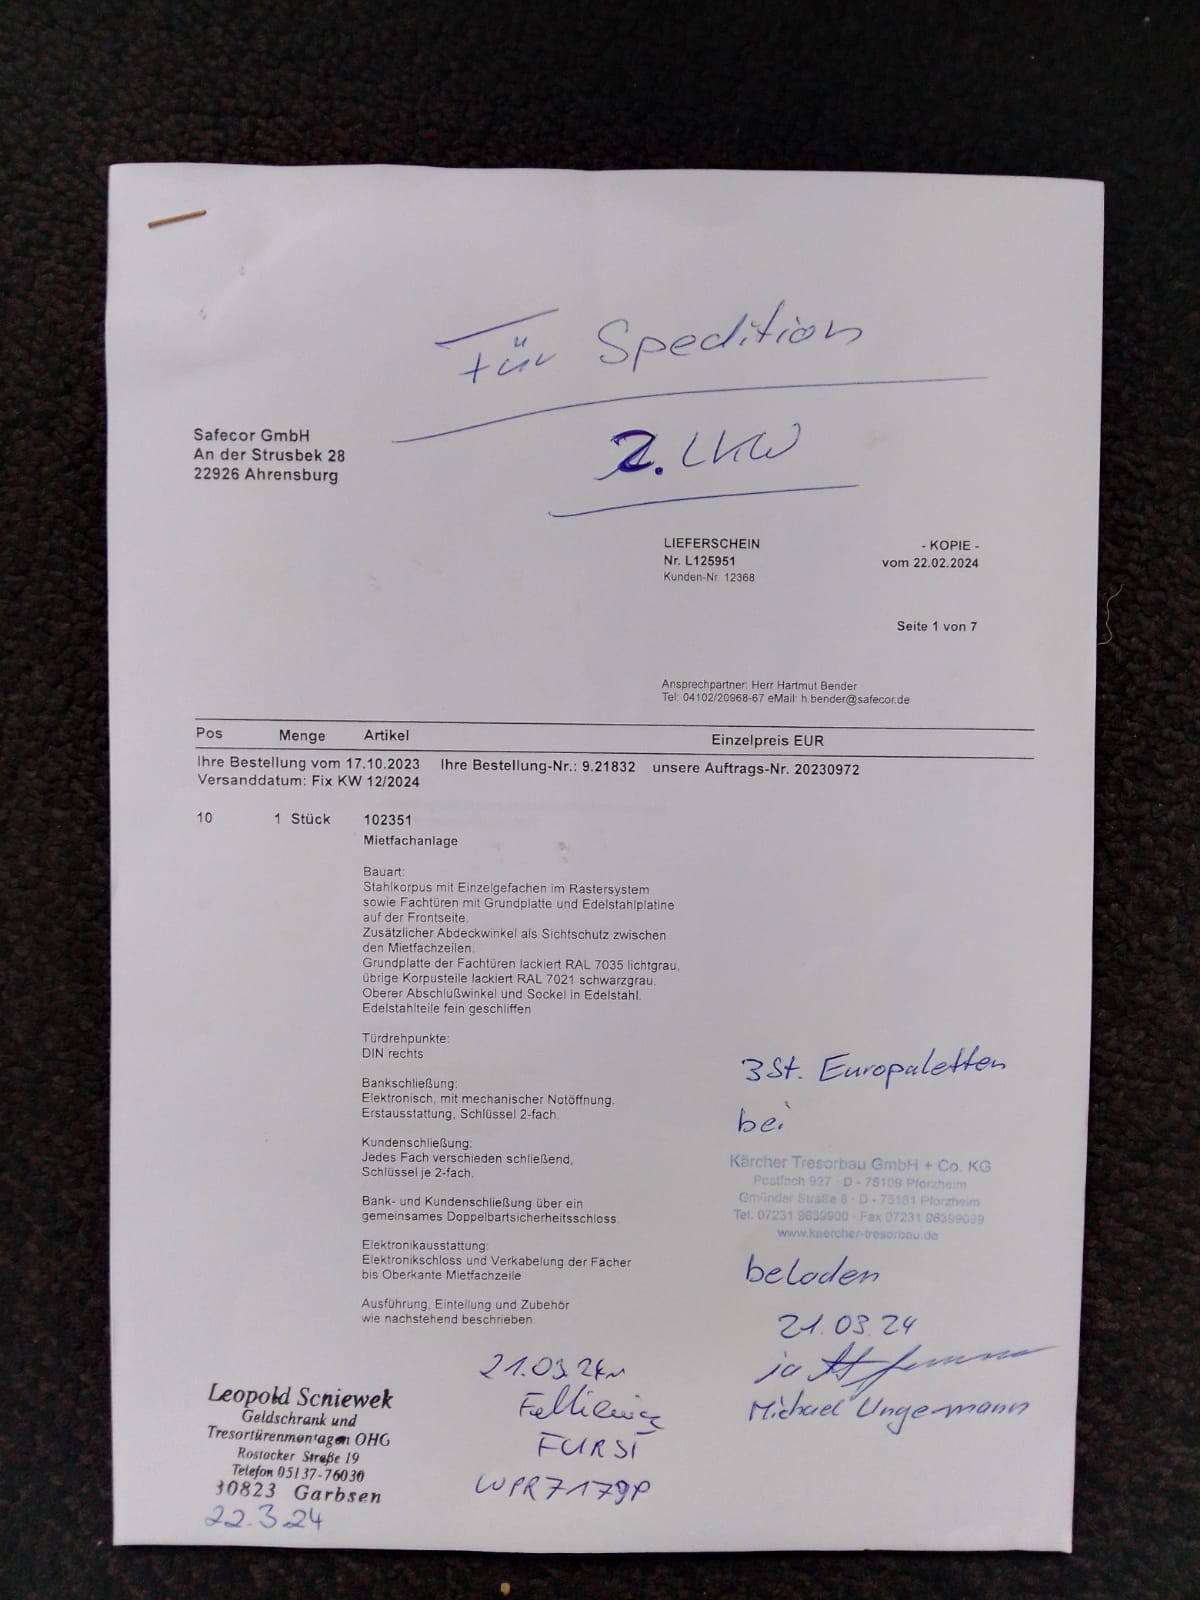 Für Spedition
2. LKW
Safecor GmbH
An der Strusbek 28
22926 Ahrensburg
LIEFERSCHEIN - KOPIE -
Nr. L125951 vom 22.02.2024
Kunden-Nr. 12368
Seite 1 von 7
Ansprechpartner: Herr Hartmut Bender
Tel: 04102/20968-67 eMail: h.bender@safecor.de
Pos Menge Artikel Einzelpreis EUR
Ihre Bestellung vom 17.10.2023 Ihre Bestellung-Nr.: 9.21832 unsere Auftrags-Nr. 20230972
Versanddatum: Fix KW 12/2024
10 1 Stück 102351
Mietfachanlage
Bauart:
Stahlkorpus mit Einzelgefachen im Rastersystem
sowie Fachtüren mit Grundplatte und Edelstahlplatine
auf der Frontseite.
Zusätzlicher Abdeckwinkel als Sichtschutz zwischen
den Mietfachzeilen.
Grundplatte der Fachtüren lackiert RAL 7035 lichtgrau,
übrige Korpusteile lackiert RAL 7021 schwarzgrau.
Oberer Abschlußwinkel und Sockel in Edelstahl.
Edelstahlteile fein geschliffen
Türdrehpunkte:
DIN rechts
Bankschließung:
Elektronisch, mit mechanischer Notöffnung.
Erstausstattung, Schlüssel 2-fach.
Kundenschließung:
Jedes Fach verschieden schließend,
Schlüssel je 2-fach.
Bank- und Kundenschließung über ein
gemeinsames Doppelbartsicherheitsschloss.
Elektronikausstattung:
Elektronikschloss und Verkabelung der Fächer
bis Oberkante Mietfachzeile
Ausführung, Einteilung und Zubehör
wie nachstehend beschrieben.
3 St. Europaletten
bei
Kärcher Tresorbau GmbH + Co. KG
Postfach 927 · D - 75109 Pforzheim
Gmünder Straße 8 · D - 75181 Pforzheim
Tel. 07231 9639900 · Fax 07231 96399099
www.kaercher-tresorbau.de
beladen
21.03.24
Michael Ungermann
21.03.24
FURST
WPR7179P
Leopold Scniewek
Geldschrank und
Tresortürenmontagen OHG
Rostocker Straße 19
Telefon 05137-76030
30823 Garbsen
22.3.24